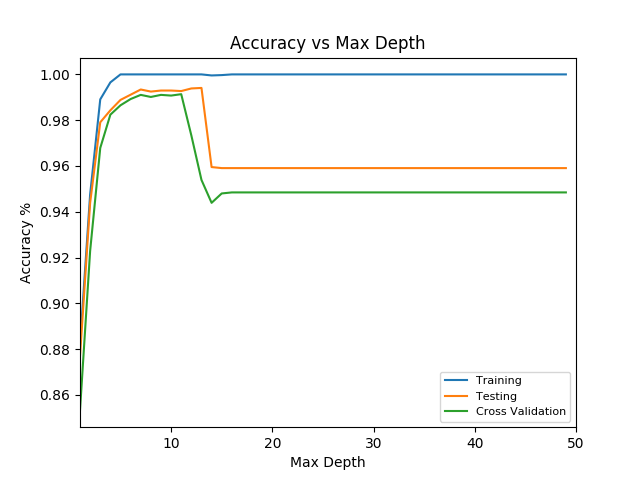 Accuracy vs Max Depth
1.00
0.98
0.96
0.94
0.92
0.90
0.88
0.86
Accuracy %
10 20 30 40 50
Max Depth
Training
Testing
Cross Validation